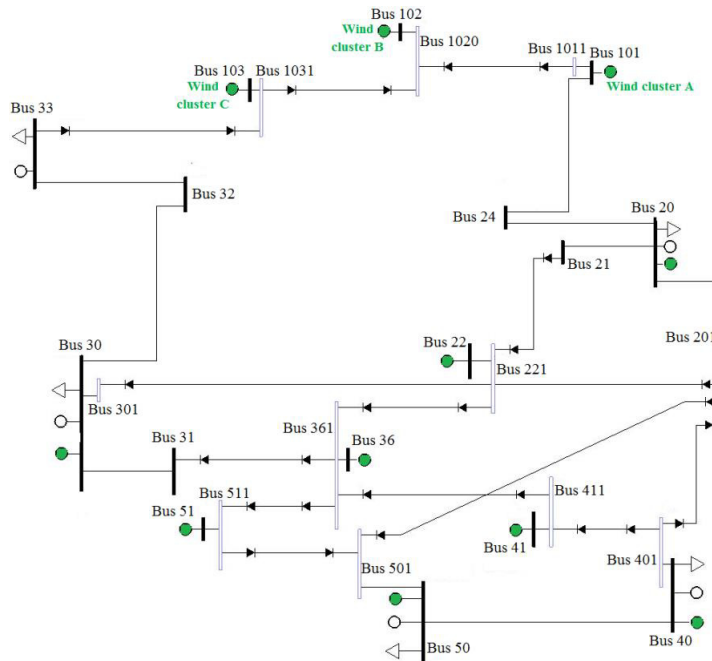 Bus 102
Wind
cluster B
Bus 1020
Bus 1011
Bus 101
Wind cluster A
Bus 103
Bus 1031
Wind
cluster C
Bus 33
Bus 32
Bus 24
Bus 20
Bus 21
Bus 30
Bus 22
Bus 201
Bus 221
Bus 301
Bus 31
Bus 361
Bus 36
Bus 511
Bus 411
Bus 51
Bus 41
Bus 501
Bus 401
Bus 50
Bus 40